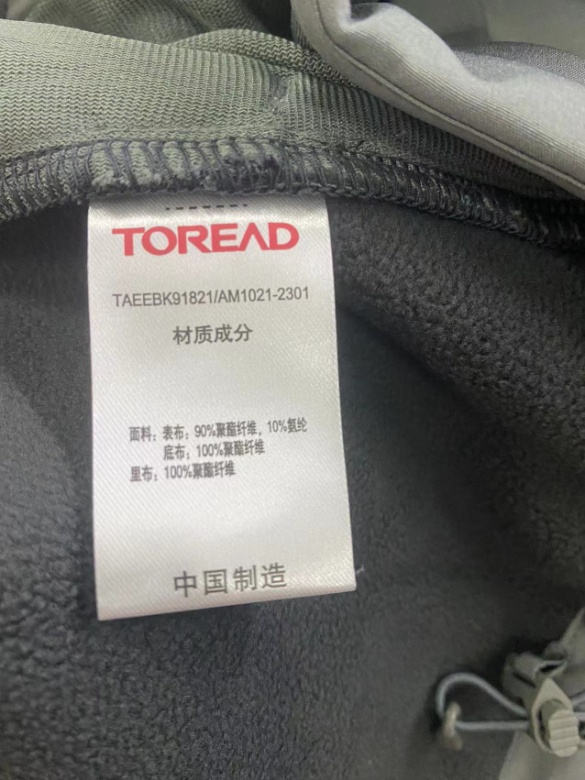 TOREAD
TAEEBK91821/AM1021-2301
材质成分
面料：表布：90%聚酯纤维，10%氨纶
底布：100%聚酯纤维
里布：100%聚酯纤维
中国制造